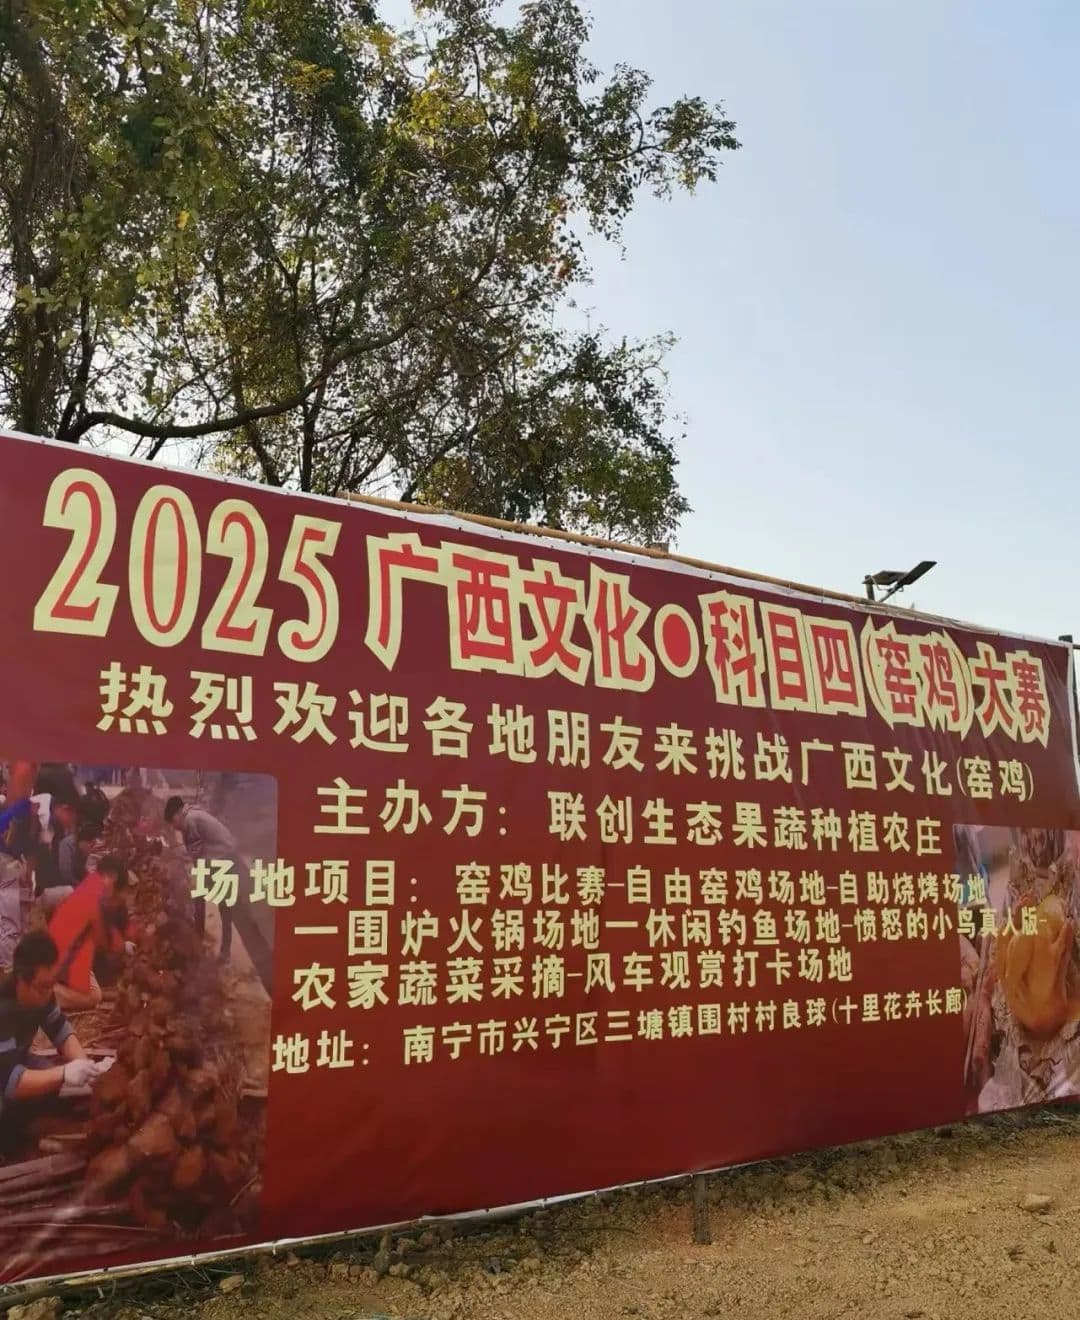 2025广西文化●科目四(窑鸡)大赛
热烈欢迎各地朋友来挑战广西文化(窑鸡)
主办方：联创生态果蔬种植农庄
场地项目：窑鸡比赛-自由窑鸡场地-自助烧烤场地
一围炉火锅场地一休闲钓鱼场地-愤怒的小鸟真人版-
农家蔬菜采摘-风车观赏打卡场地
地址：南宁市兴宁区三塘镇围村村良球(十里花卉长廊)